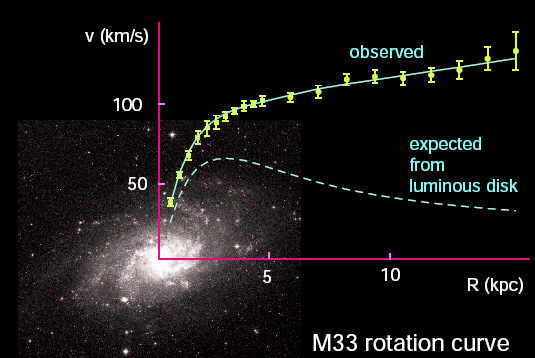 v (km/s)
observed
100
expected
from
luminous disk
50
5
10
R (kpc)
M33 rotation curve